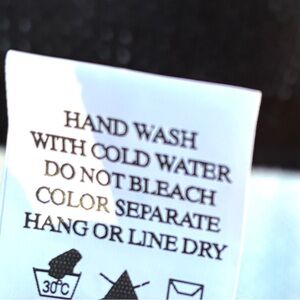 HAND WASH
WITH COLD WATER
DO NOT BLEACH
COLOR SEPARATE
HANG OR LINE DRY
30°C